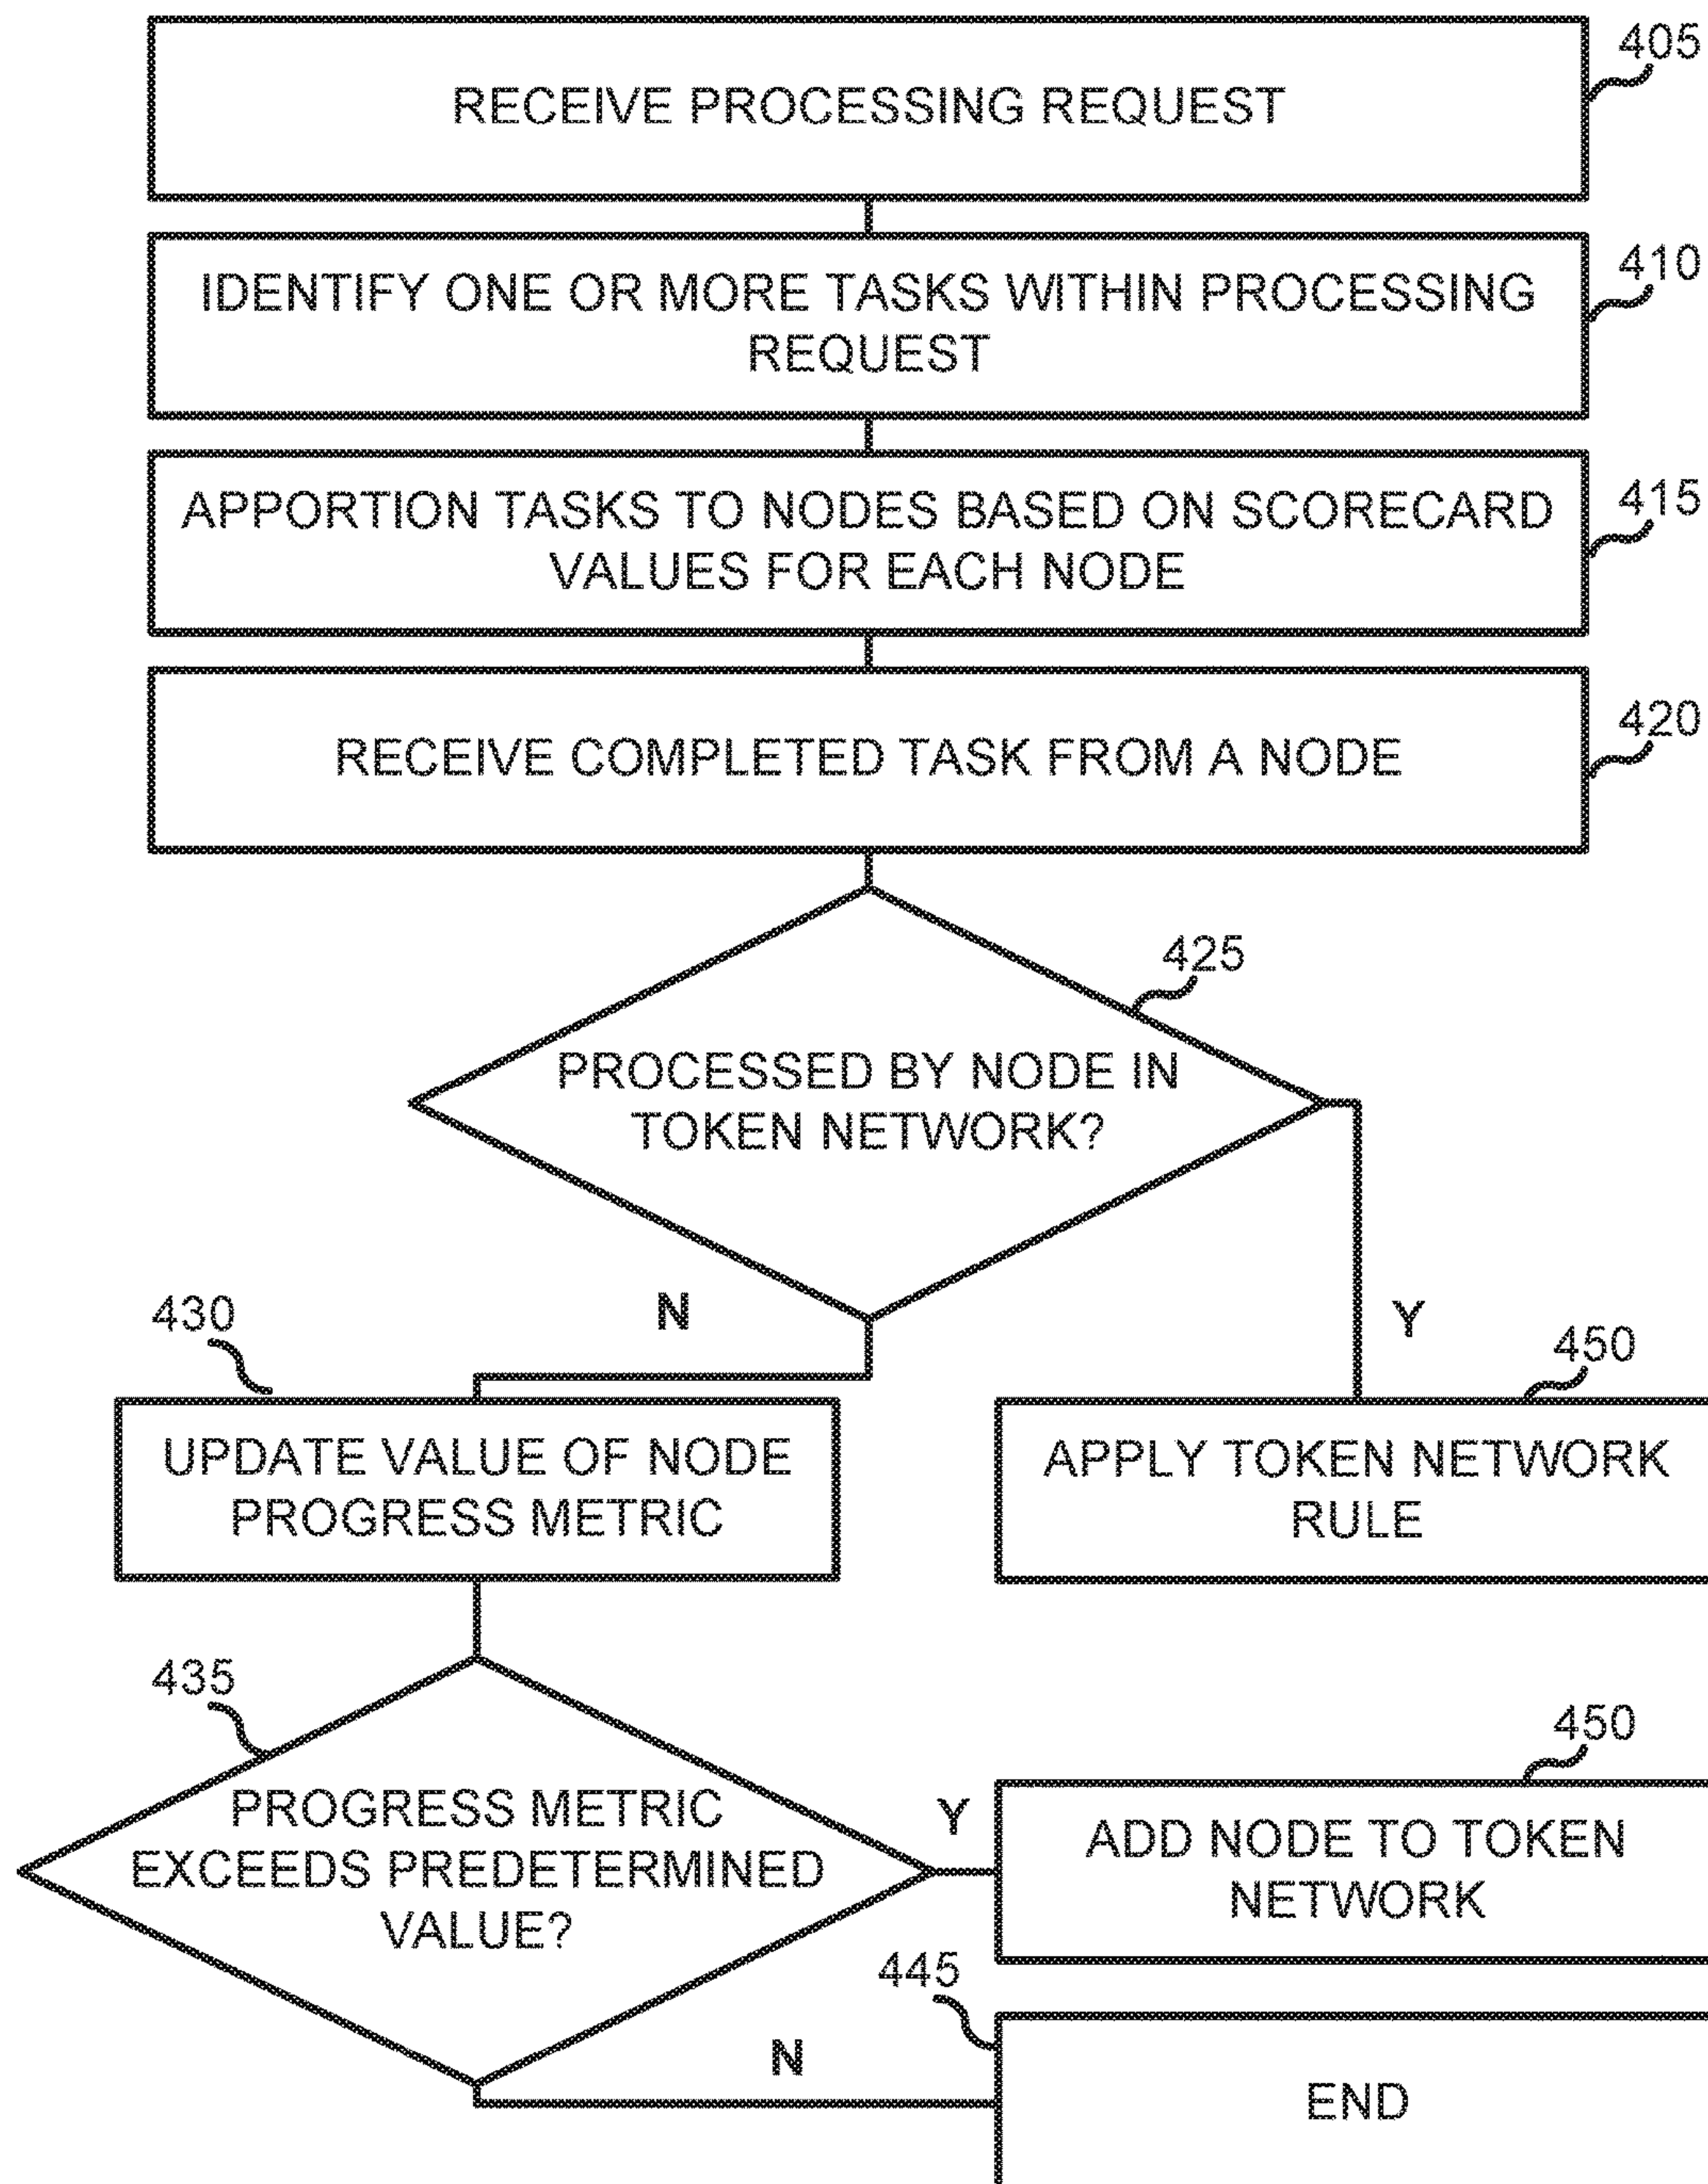 405
RECEIVE PROCESSING REQUEST
410
IDENTIFY ONE OR MORE TASKS WITHIN PROCESSING
REQUEST
415
APPORTION TASKS TO NODES BASED ON SCORECARD
VALUES FOR EACH NODE
420
RECEIVE COMPLETED TASK FROM A NODE
425
PROCESSED BY NODE IN
TOKEN NETWORK?
N
Y
430
UPDATE VALUE OF NODE
PROGRESS METRIC
450
APPLY TOKEN NETWORK
RULE
435
PROGRESS METRIC
EXCEEDS PREDETERMINED
VALUE?
Y
450
ADD NODE TO TOKEN
NETWORK
N
445
END